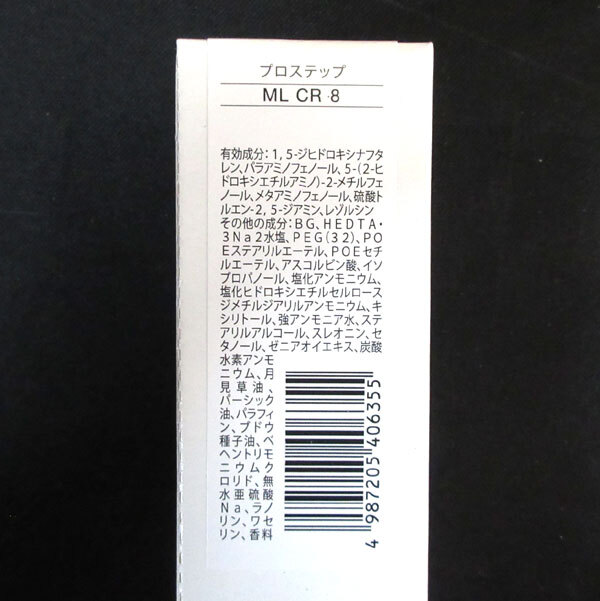 プロステップ
ML CR 8
有効成分：1,5-ジヒドロキシナフタ
レン、パラアミノフェノール、5-(2-ヒ
ドロキシエチルアミノ)-2-メチルフェ
ノール、メタアミノフェノール、硫酸ト
ルエン-2,5-ジアミン、レゾルシン
その他の成分：BG、HEDTA・
3Na2水塩、PEG(32)、PO
Eステアリルエーテル、POEセチ
ルエーテル、アスコルビン酸、イソ
プロパノール、塩化アンモニウム、
塩化ヒドロキシエチルセルロース
ジメチルジアリルアンモニウム、キ
シリトール、強アンモニア水、ステ
アリルアルコール、スレオニン、セ
タノール、ゼニアオイエキス、炭酸
水素アンモ
ニウム、月
見草油、
パーシック
油、パラフィ
ン、ブドウ
種子油、ベ
ヘントリモ
ニウムク
ロリド、無
水亜硫酸
Na、ラノ
リン、ワセ
リン、香料
4 987205 406355